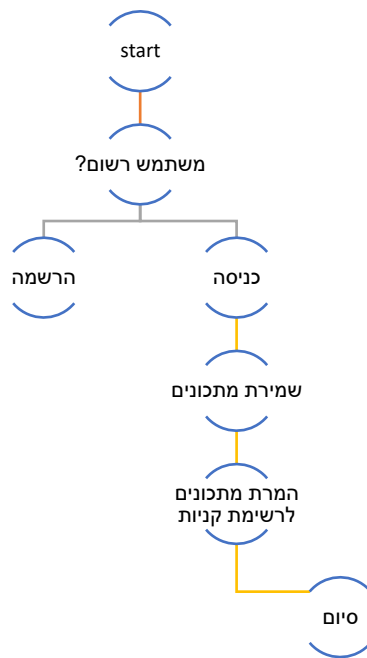 start
משתמש רשום?
הרשמה
כניסה
שמירת מתכונים
המרת מתכונים
לרשימת קניות
סיום